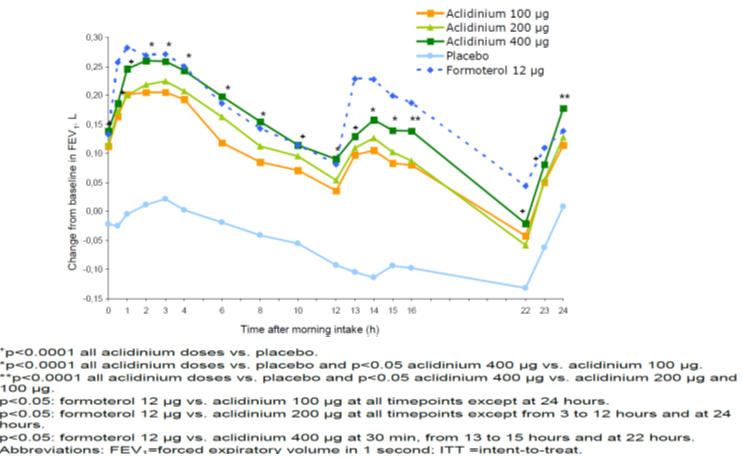 Aclidinium 100 µg
Aclidinium 200 µg
Aclidinium 400 µg
Placebo
Formoterol 12 µg
Change from baseline in FEV₁, L
0,30
0,25
0,20
0,15
0,10
0,05
0,00
-0,05
-0,10
-0,15
0 1 2 3 4 6 8 10 12 13 14 15 16 22 23 24
Time after morning intake (h)
*p<0.0001 all aclidinium doses vs. placebo.
*p<0.0001 all aclidinium doses vs. placebo and p<0.05 aclidinium 400 µg vs. aclidinium 100 µg.
**p<0.0001 all aclidinium doses vs. placebo and p<0.05 aclidinium 400 µg vs. aclidinium 200 µg and
100 µg.
p<0.05: formoterol 12 µg vs. aclidinium 100 µg at all timepoints except at 24 hours.
p<0.05: formoterol 12 µg vs. aclidinium 200 µg at all timepoints except from 3 to 12 hours and at 24
hours.
p<0.05: formoterol 12 µg vs. aclidinium 400 µg at 30 min, from 13 to 15 hours and at 22 hours.
Abbreviations: FEV₁=forced expiratory volume in 1 second; ITT =intent-to-treat.